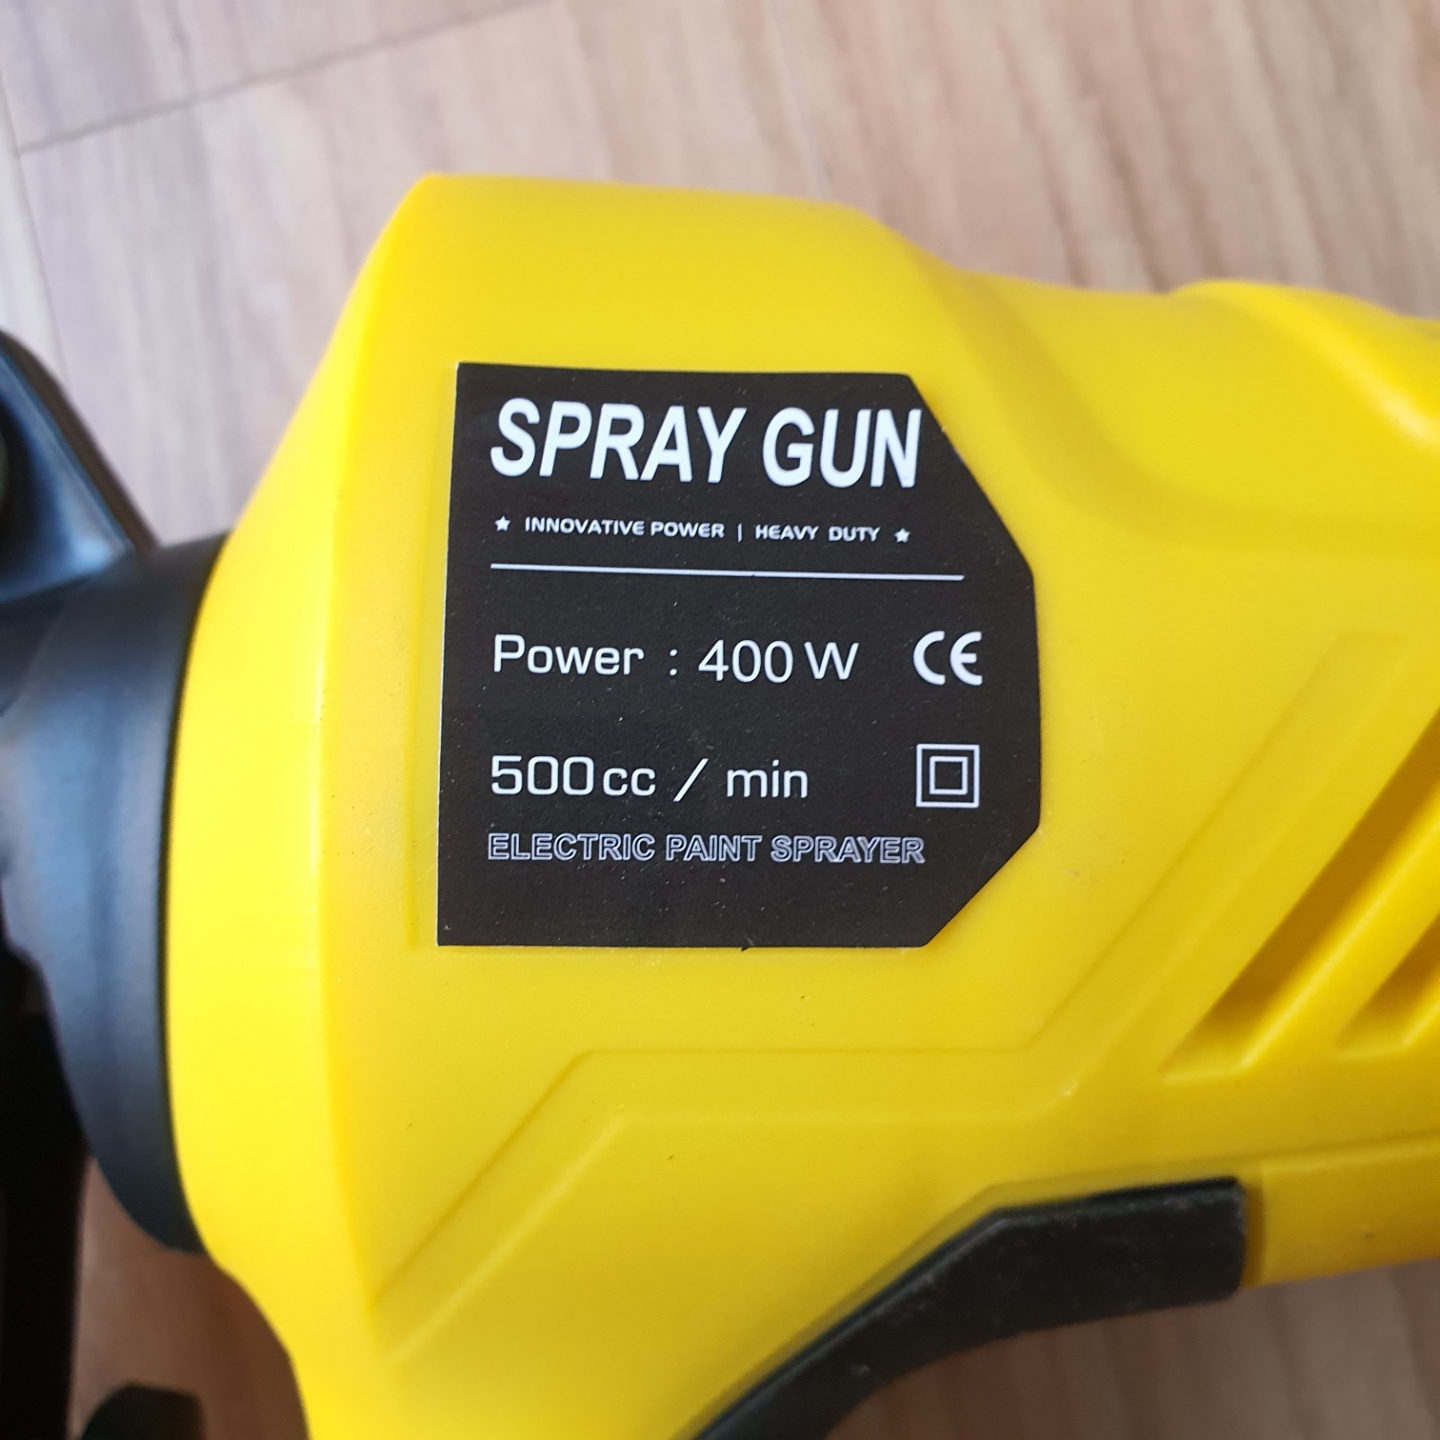 SPRAY GUN
★ INNOVATIVE POWER | HEAVY DUTY ★
Power : 400 W CE
500cc / min
ELECTRIC PAINT SPRAYER